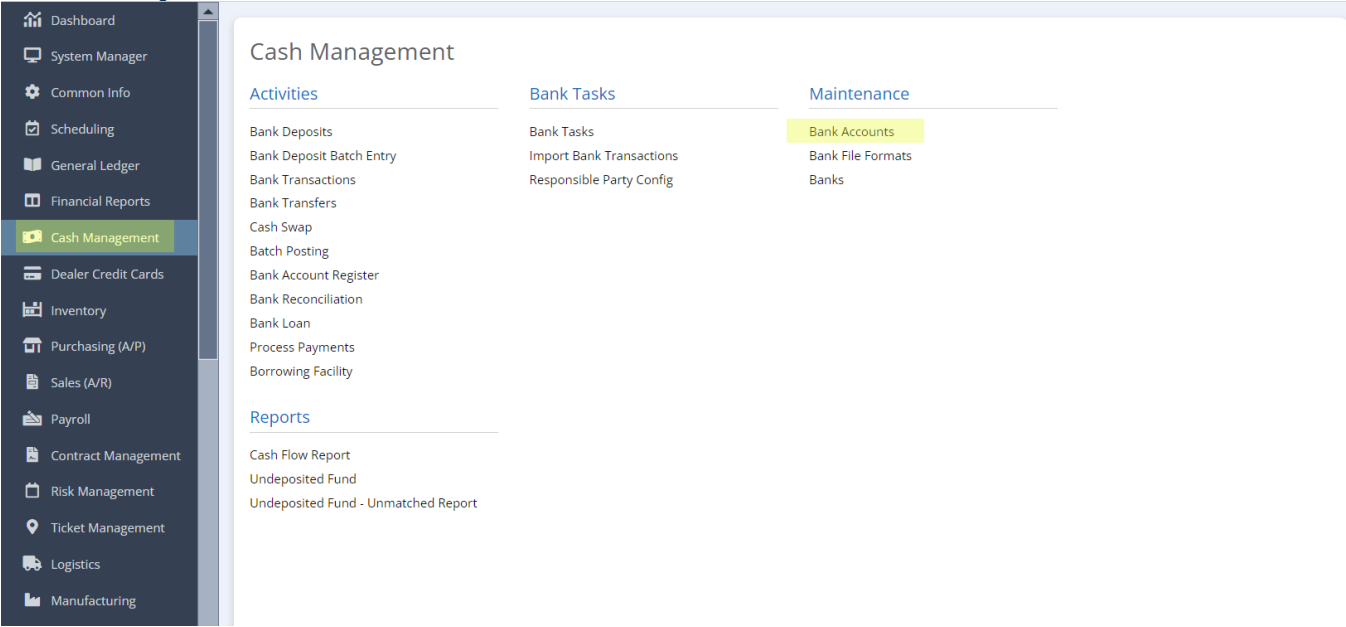 Dashboard
System Manager
Common Info
Scheduling
General Ledger
Financial Reports
Cash Management
Dealer Credit Cards
Inventory
Purchasing (A/P)
Sales (A/R)
Payroll
Contract Management
Risk Management
Ticket Management
Logistics
Manufacturing
Cash Management
Activities
Bank Deposits
Bank Deposit Batch Entry
Bank Transactions
Bank Transfers
Cash Swap
Batch Posting
Bank Account Register
Bank Reconciliation
Bank Loan
Process Payments
Borrowing Facility
Reports
Cash Flow Report
Undeposited Fund
Undeposited Fund - Unmatched Report
Bank Tasks
Bank Tasks
Import Bank Transactions
Responsible Party Config
Maintenance
Bank Accounts
Bank File Formats
Banks